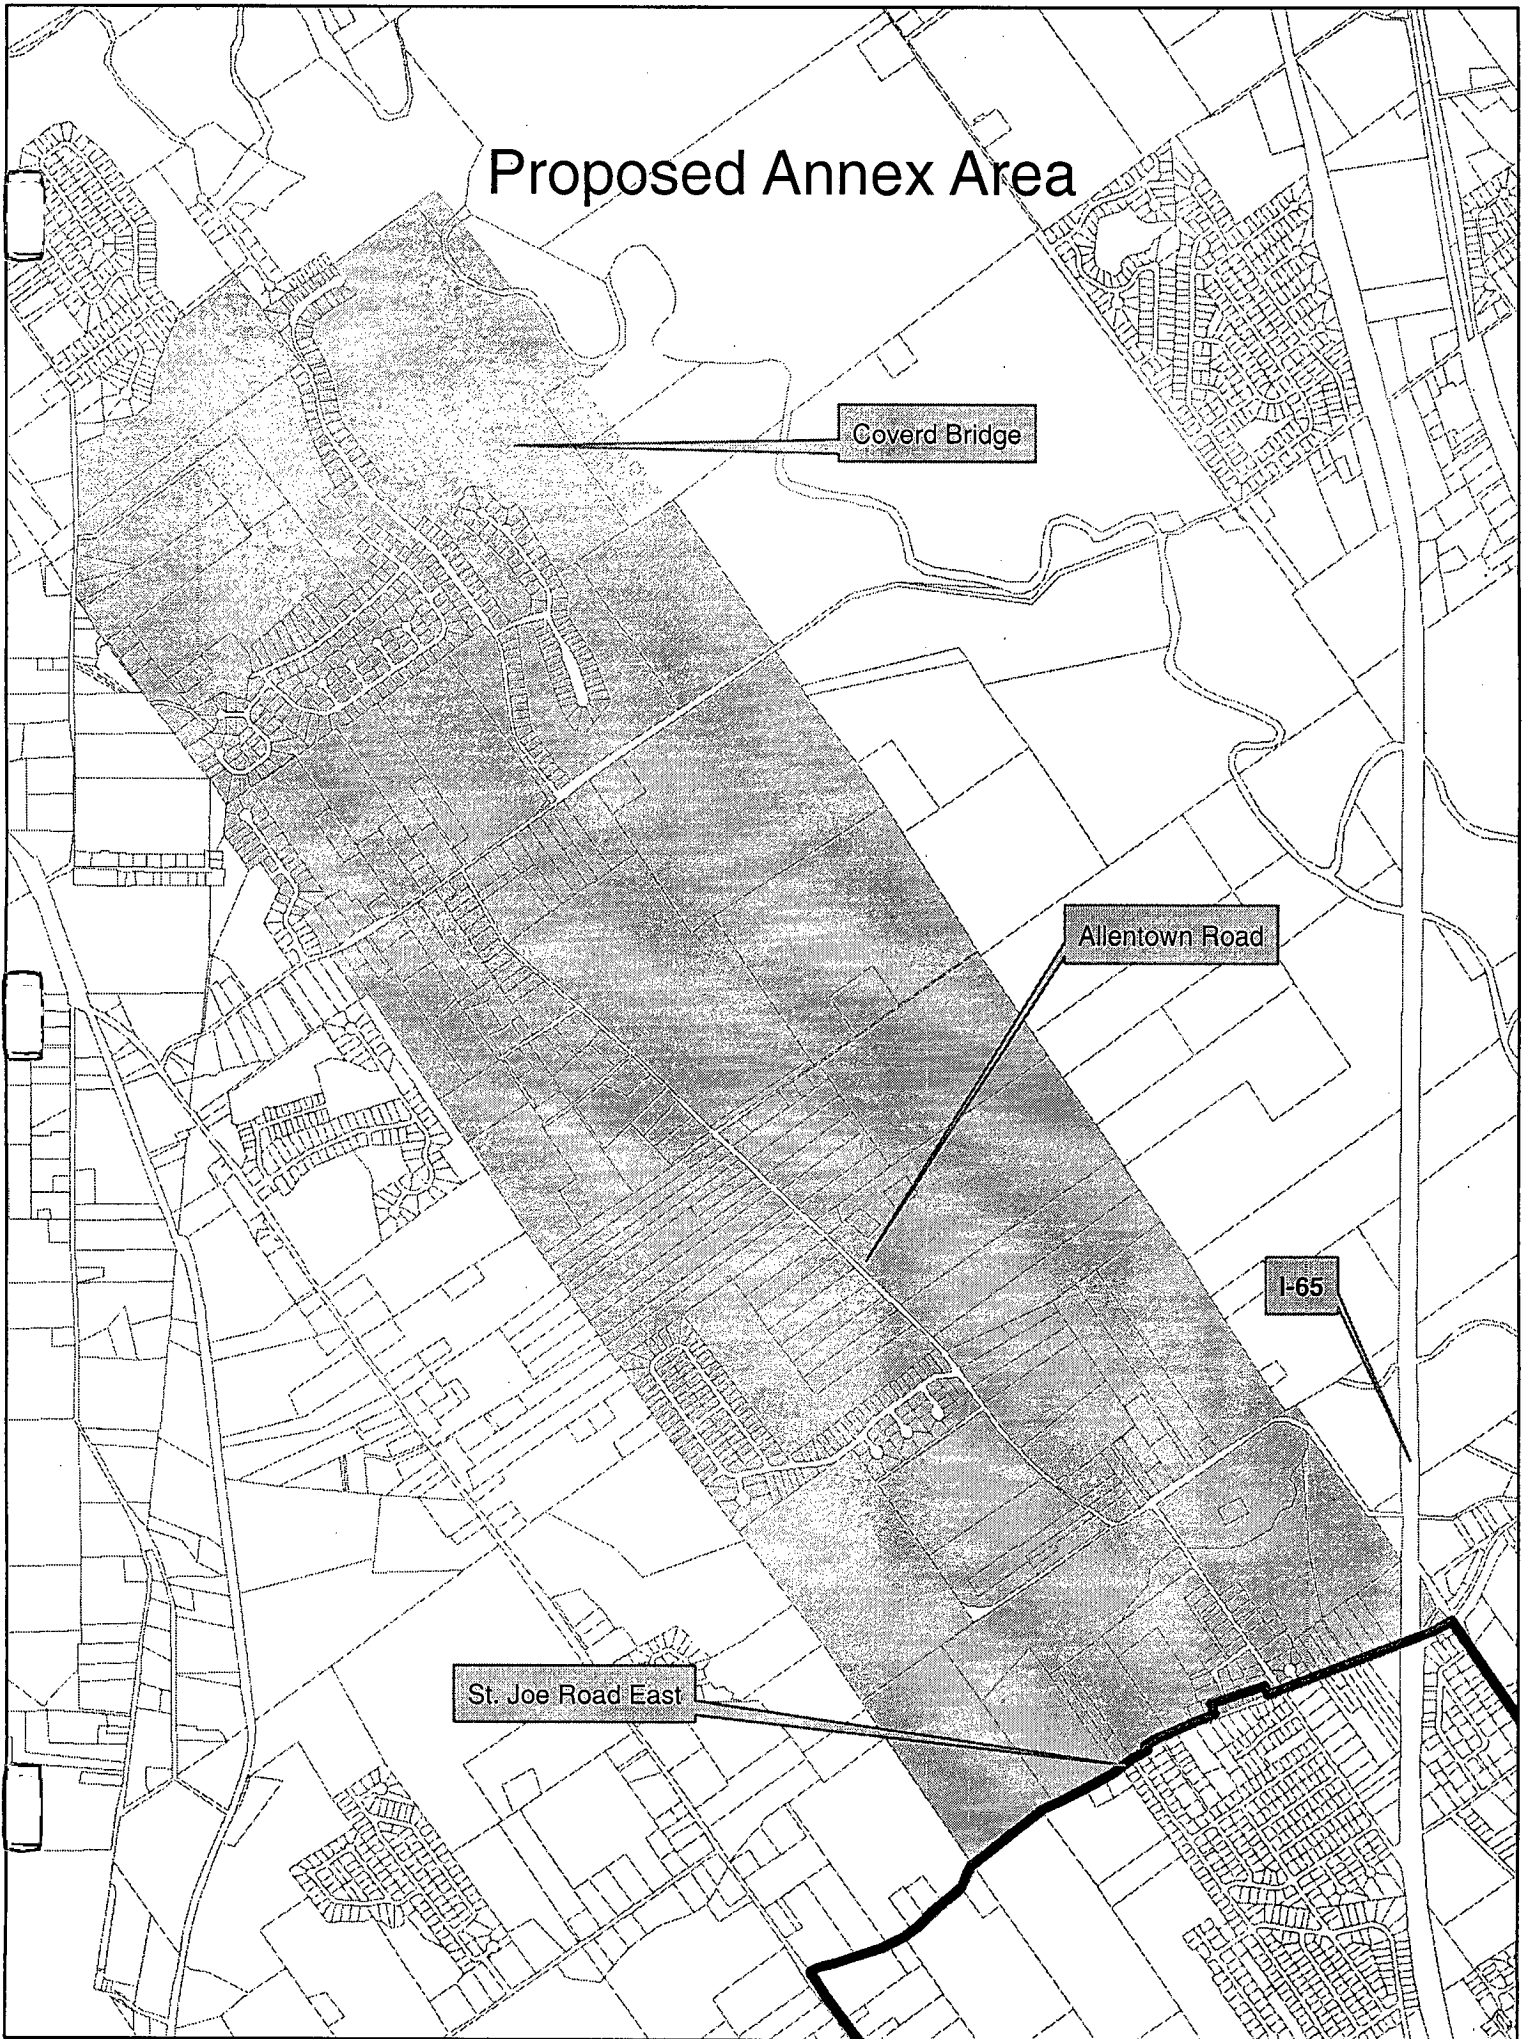 Proposed Annex Area
Coverd Bridge
Allentown Road
I-65
St. Joe Road East